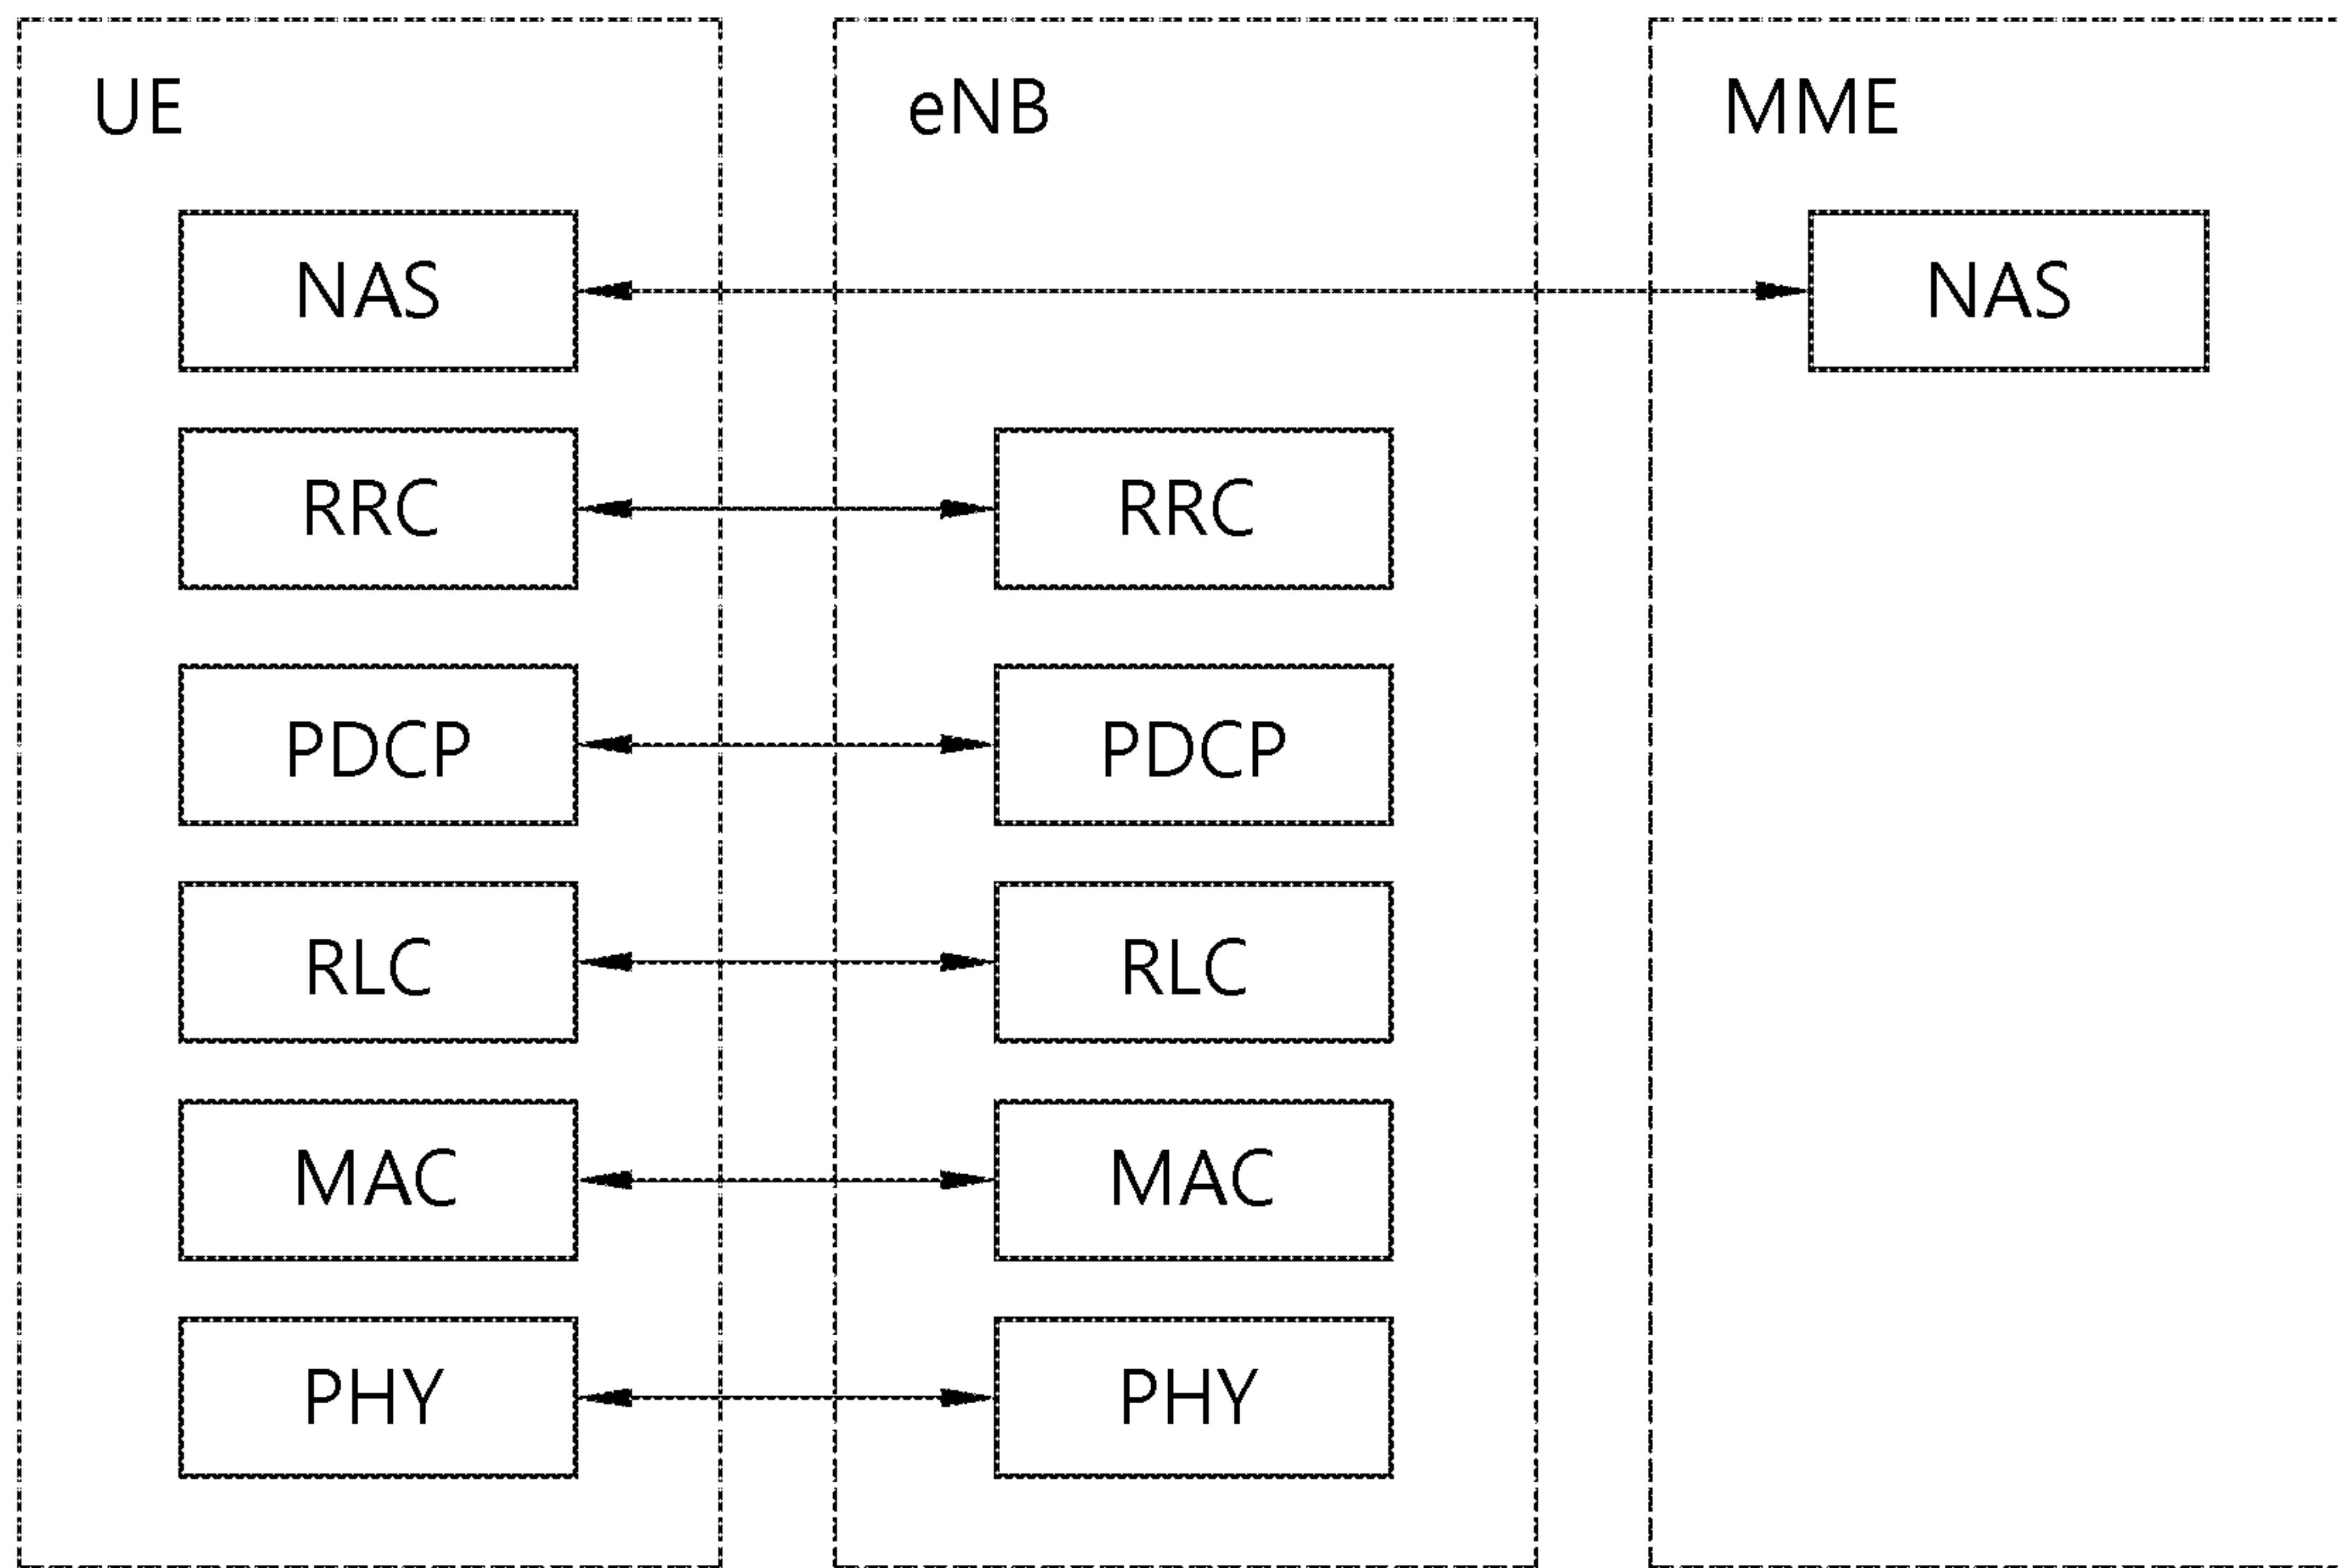 UE
eNB
MME
NAS
NAS
RRC
RRC
PDCP
PDCP
RLC
RLC
MAC
MAC
PHY
PHY